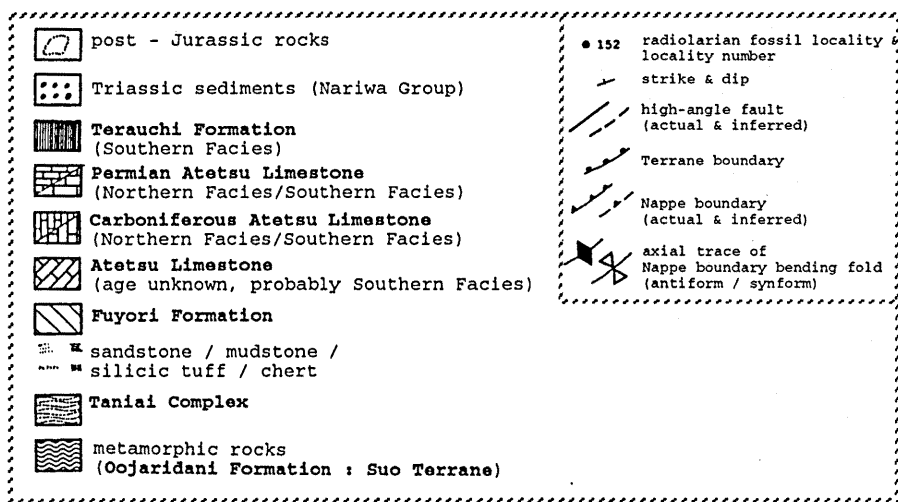 post - Jurassic rocks
Triassic sediments (Nariwa Group)
Terauchi Formation
(Southern Facies)
Permian Atetsu Limestone
(Northern Facies/Southern Facies)
Carboniferous Atetsu Limestone
(Northern Facies/Southern Facies)
Atetsu Limestone
(age unknown, probably Southern Facies)
Fuyori Formation
sandstone / mudstone /
silicic tuff / chert
Taniai Complex
metamorphic rocks
(Oojaridani Formation : Suo Terrane)
152 radiolarian fossil locality &
locality number
strike & dip
high-angle fault
(actual & inferred)
Terrane boundary
Nappe boundary
(actual & inferred)
axial trace of
Nappe boundary bending fold
(antiform / synform)